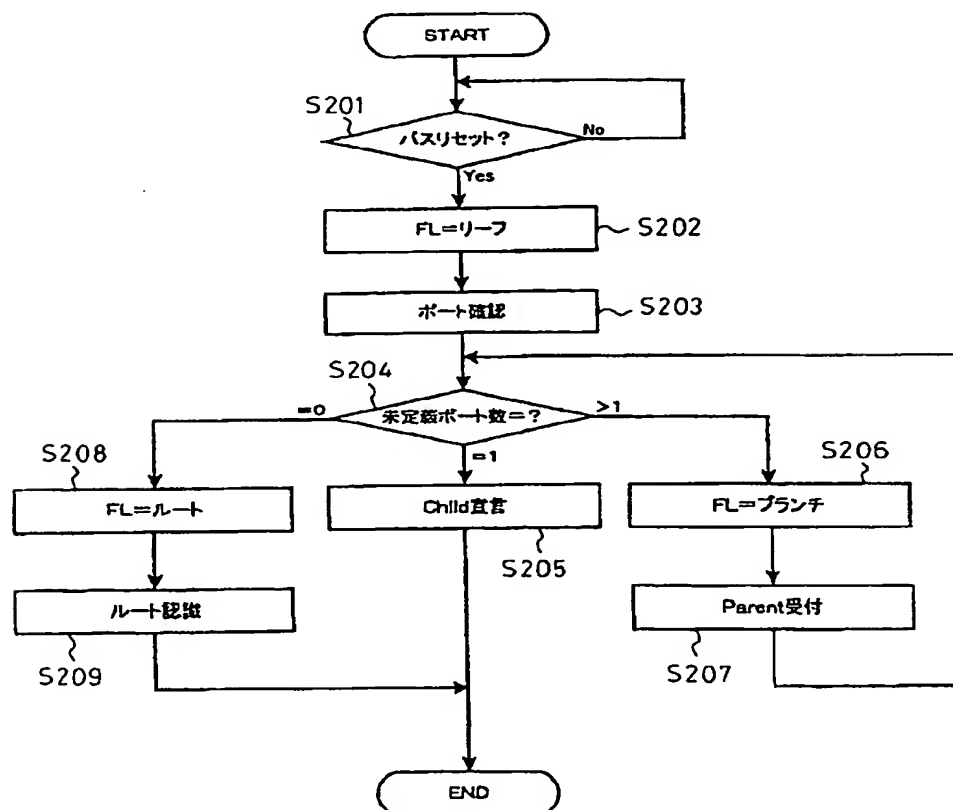 START
S201
バスリセット?
No
Yes
FL=リーフ
S202
ポート確認
S203
S204
=0
未定義ポート数=?
>1
=1
S208
S206
FL=ルート
Child宣言
FL=ブランチ
S205
ルート認識
Parent受付
S209
S207
END